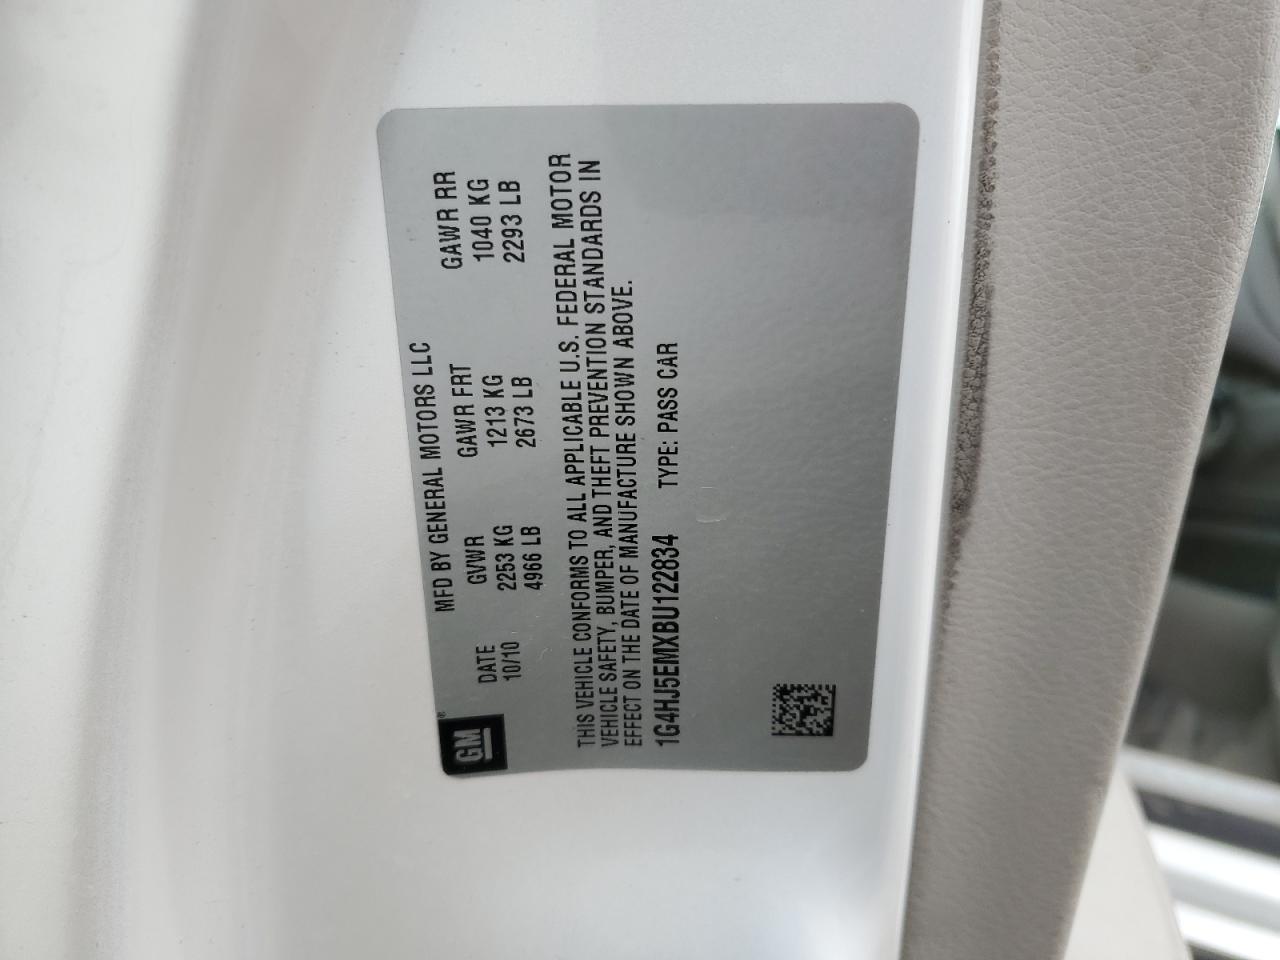 GM®
MFD BY GENERAL MOTORS LLC
DATE GVWR GAWR FRT GAWR RR
10/10 2253 KG 1213 KG 1040 KG
4966 LB 2673 LB 2293 LB
THIS VEHICLE CONFORMS TO ALL APPLICABLE U.S. FEDERAL MOTOR
VEHICLE SAFETY, BUMPER, AND THEFT PREVENTION STANDARDS IN
EFFECT ON THE DATE OF MANUFACTURE SHOWN ABOVE.
1G4HJ5EMXBU122834 TYPE: PASS CAR